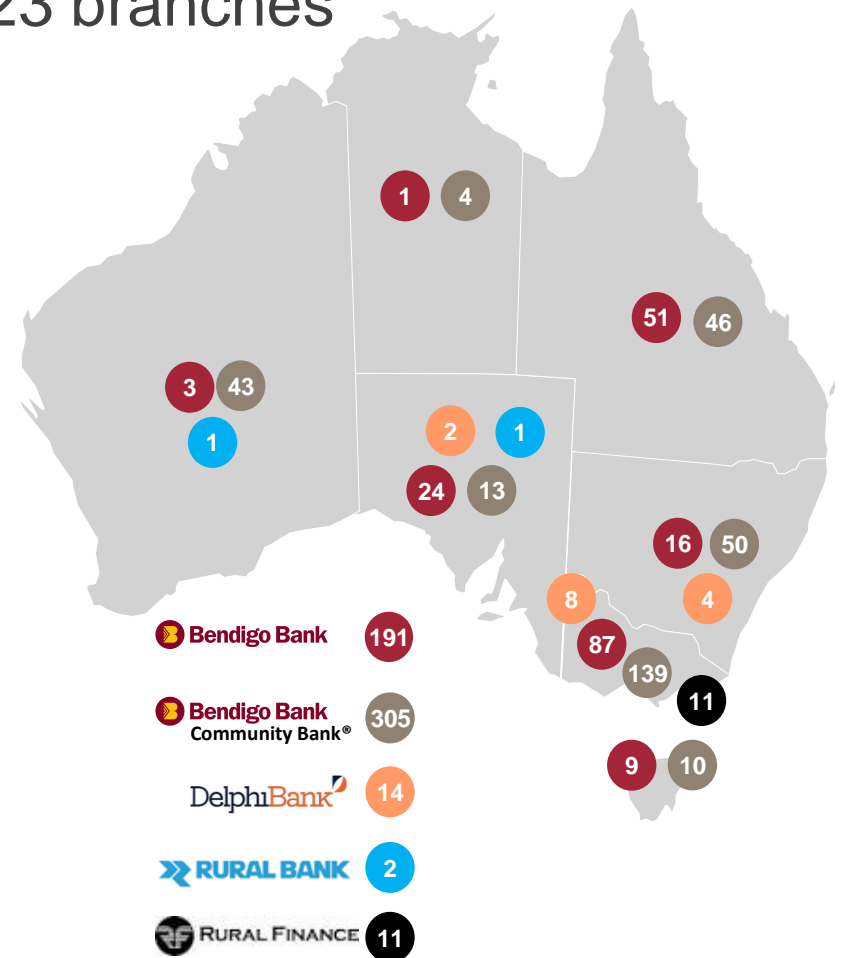 23 branches
1 4
51 46
3 43
1
2 1
24 13
16 50
8 4
87
139
11
9 10
Bendigo Bank 191
Bendigo Bank 305
Community Bank®
DelphiBank 14
RURAL BANK 2
RURAL FINANCE 11